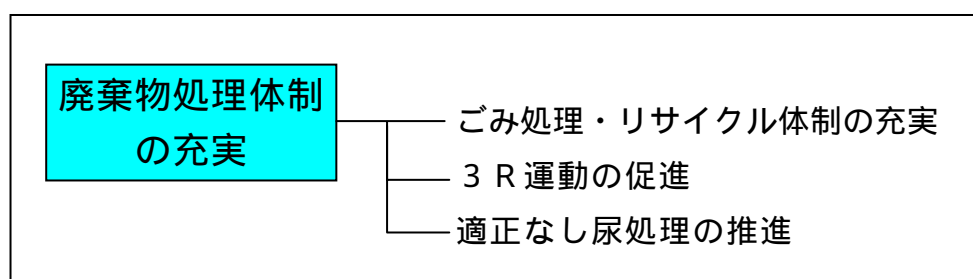 廃棄物処理体制
の充実
ごみ処理・リサイクル体制の充実
３Ｒ運動の促進
適正なし尿処理の推進